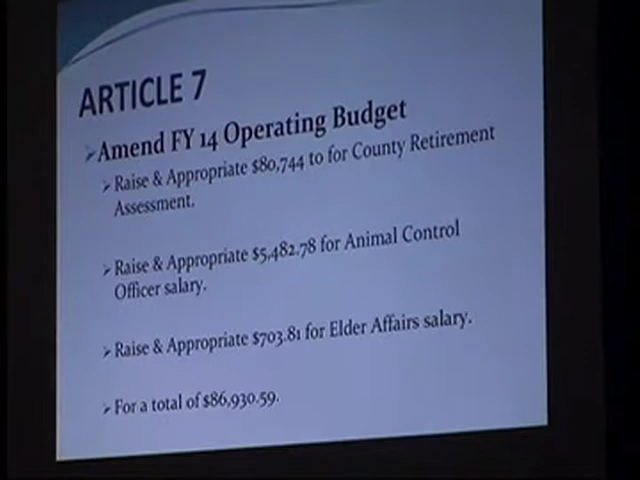 ARTICLE 7
➢Amend FY 14 Operating Budget
➢Raise & Appropriate $80,744 to for County Retirement
Assessment.
➢Raise & Appropriate $5,482.78 for Animal Control
Officer salary.
➢Raise & Appropriate $703.81 for Elder Affairs salary.
➢For a total of $86,930.59.